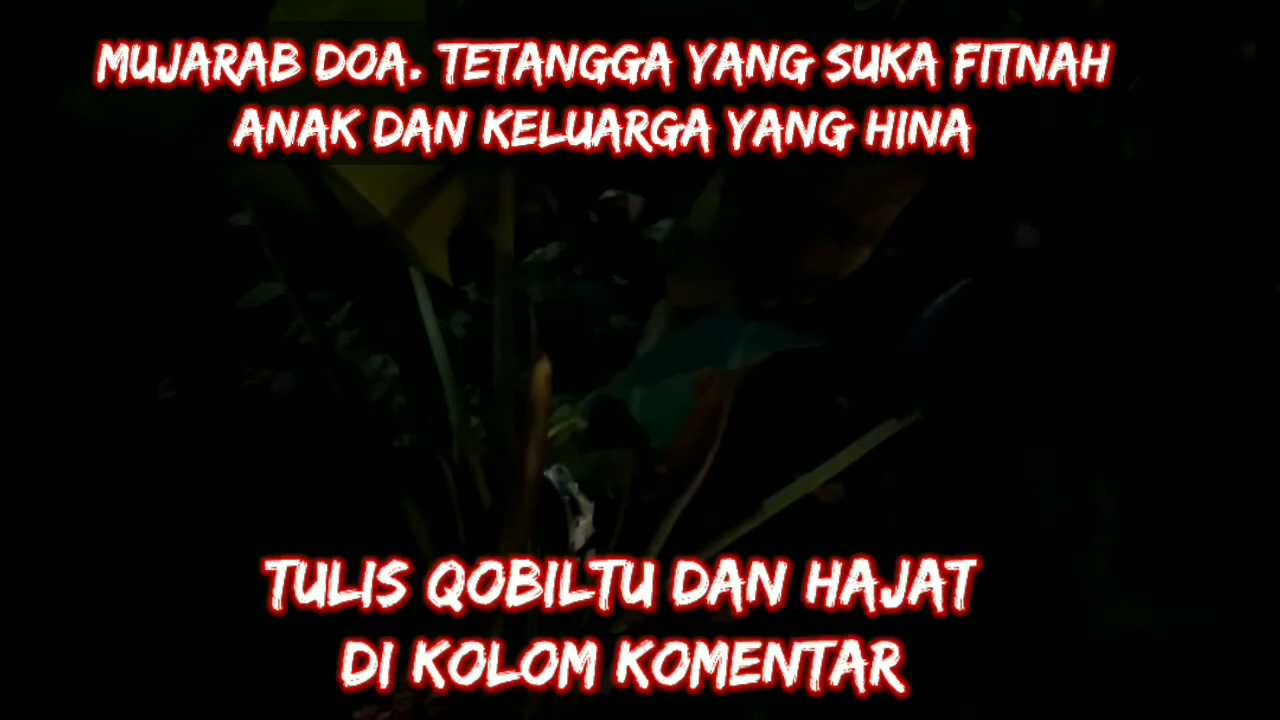 MUJARAB DOA. TETANGGA YANG SUKA FITNAH
ANAK DAN KELUARGA YANG HINA
TULIS QOBILTU DAN HAJAT
DI KOLOM KOMENTAR